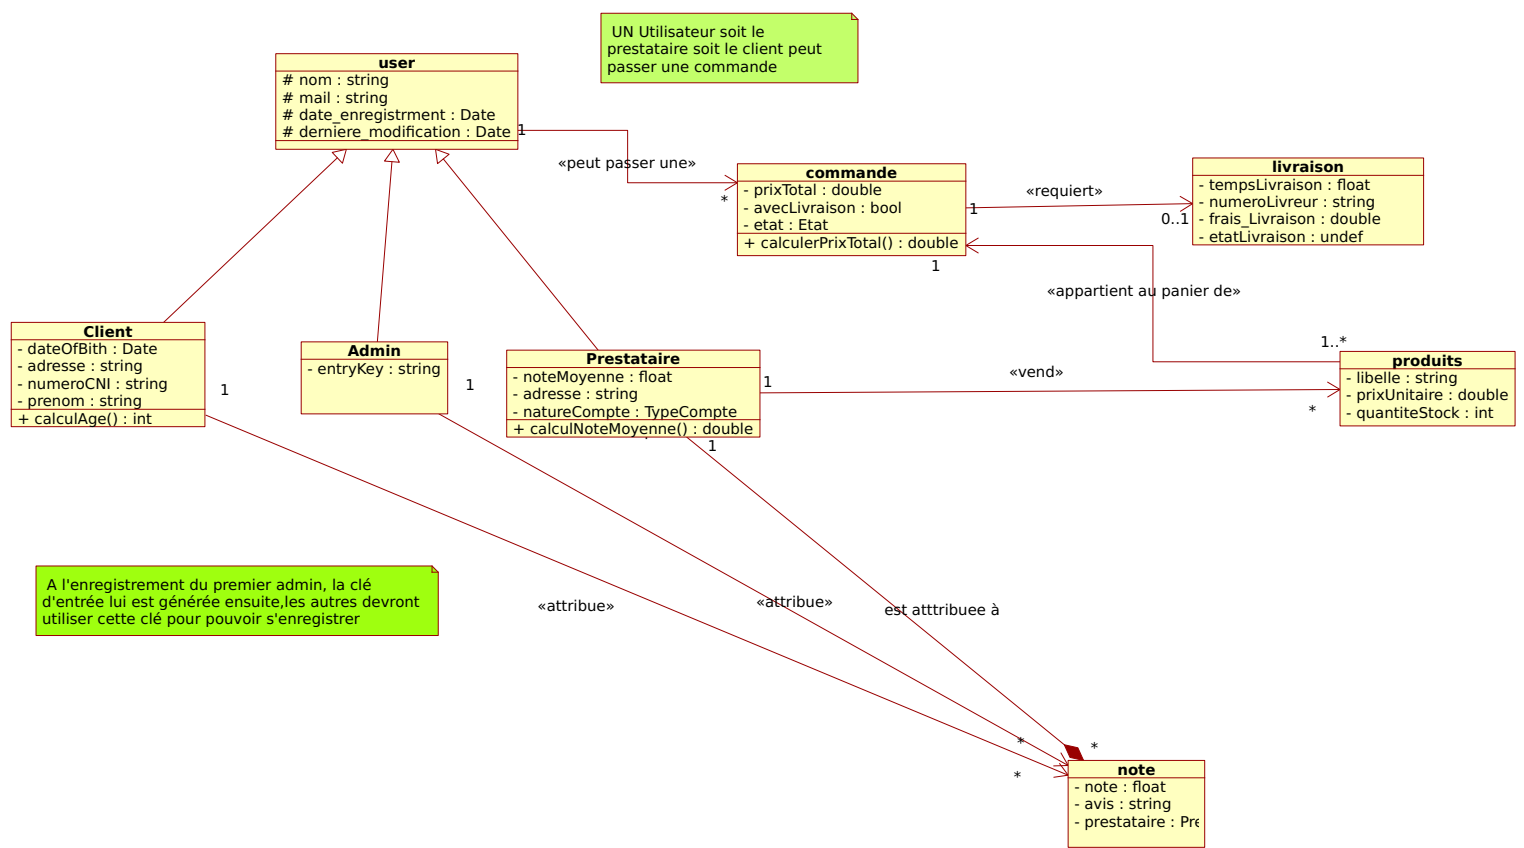 UN Utilisateur soit le
prestataire soit le client peut
passer une commande
user
# nom : string
# mail : string
# date_enregistrment : Date
# derniere_modification : Date
1
«peut passer une»
*
commande
- prixTotal : double
- avecLivraison : bool
- etat : Etat
+ calculerPrixTotal() : double
1
«requiert»
0..1
livraison
- tempsLivraison : float
- numeroLivreur : string
- frais_Livraison : double
- etatLivraison : undef
1
«appartient au panier de»
1..*
Client
- dateOfBith : Date
- adresse : string
- numeroCNI : string
- prenom : string
+ calculAge() : int
1
Admin
- entryKey : string
1
Prestataire
- noteMoyenne : float
- adresse : string
- natureCompte : TypeCompte
+ calculNoteMoyenne() : double
1
«vend»
*
produits
- libelle : string
- prixUnitaire : double
- quantiteStock : int
1
A l'enregistrement du premier admin, la clé
d'entrée lui est générée ensuite,les autres devront
utiliser cette clé pour pouvoir s'enregistrer
«attribue»
«attribue»
est atttribuee à
*
*
*
note
- note : float
- avis : string
- prestataire : Pre